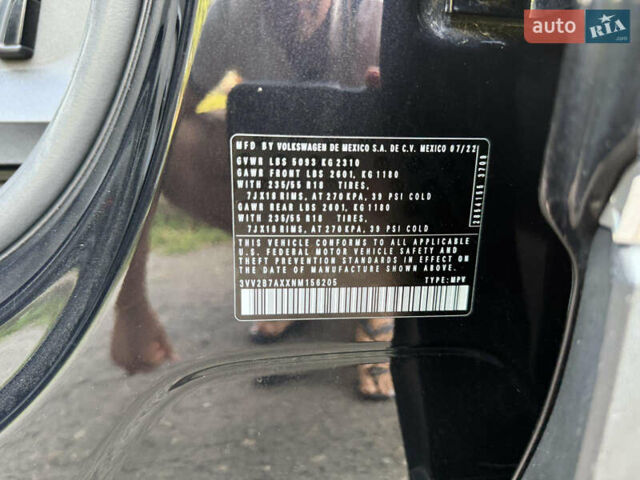 auto RIA .com
MFD BY VOLKSWAGEN DE MEXICO S.A. DE C.V. MEXICO 07/22
GVWR LBS 5093 KG 2310
GAWR FRONT LBS 2601, KG 1180
WITH 235/55 R18 TIRES,
7JX18 RIMS, AT 270 KPA, 39 PSI COLD
GAWR REAR LBS 2601, KG 1180
WITH 235/55 R18 TIRES,
7JX18 RIMS, AT 270 KPA, 39 PSI COLD
THIS VEHICLE CONFORMS TO ALL APPLICABLE
U.S. FEDERAL MOTOR VEHICLE SAFETY AND
THEFT PREVENTION STANDARDS IN EFFECT ON
THE DATE OF MANUFACTURE SHOWN ABOVE.
3VV2B7AXXNM156205 TYPE: MPV